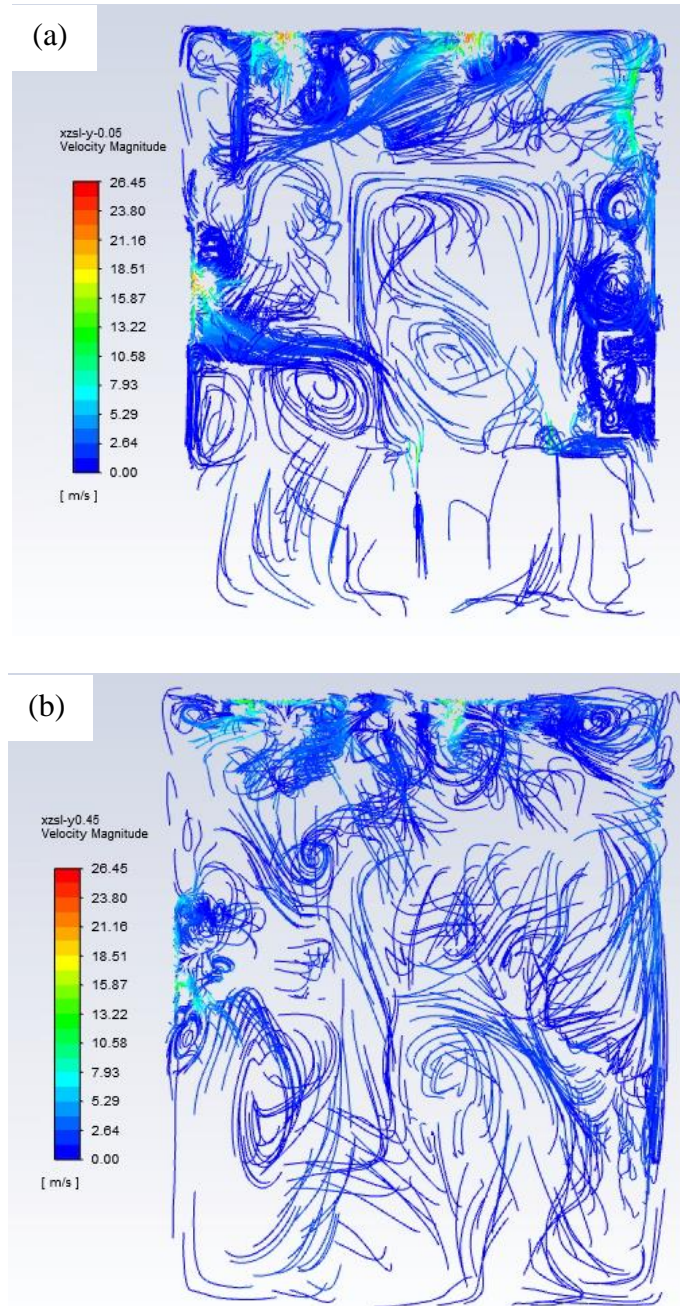 (a)
xzsl-y-0.05
Velocity Magnitude
26.45
23.80
21.16
18.51
15.87
13.22
10.58
7.93
5.29
2.64
0.00
[ m/s ]
(b)
xzsl-y0.45
Velocity Magnitude
26.45
23.80
21.16
18.51
15.87
13.22
10.58
7.93
5.29
2.64
0.00
[ m/s ]